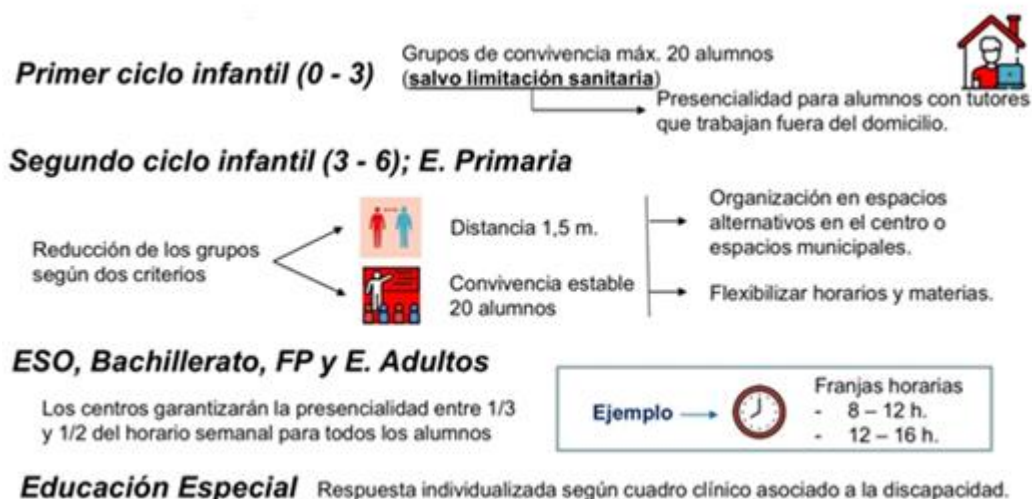 Primer ciclo infantil (0 - 3)
Grupos de convivencia máx. 20 alumnos
(salvo limitación sanitaria)
Presencialidad para alumnos con tutores
que trabajan fuera del domicilio.
Segundo ciclo infantil (3 - 6); E. Primaria
Reducción de los grupos
según dos criterios
Distancia 1,5 m.
Convivencia estable
20 alumnos
Organización en espacios
alternativos en el centro o
espacios municipales.
Flexibilizar horarios y materias.
ESO, Bachillerato, FP y E. Adultos
Los centros garantizarán la presencialidad entre 1/3
y 1/2 del horario semanal para todos los alumnos
Ejemplo
Franjas horarias
- 8 – 12 h.
- 12 – 16 h.
Educación Especial Respuesta individualizada según cuadro clínico asociado a la discapacidad.